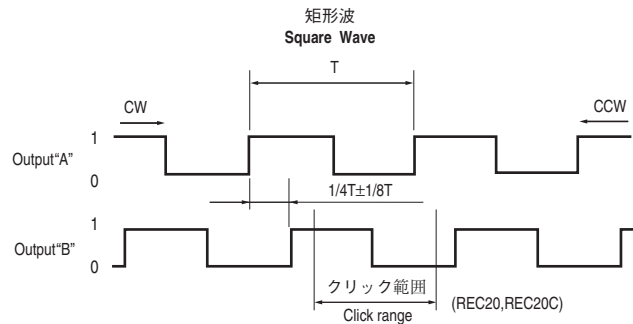 矩形波
Square Wave
T
CW
CCW
1
Output“A”
0
1/4T±1/8T
1
Output“B”
0
クリック範囲
Click range
(REC20,REC20C)